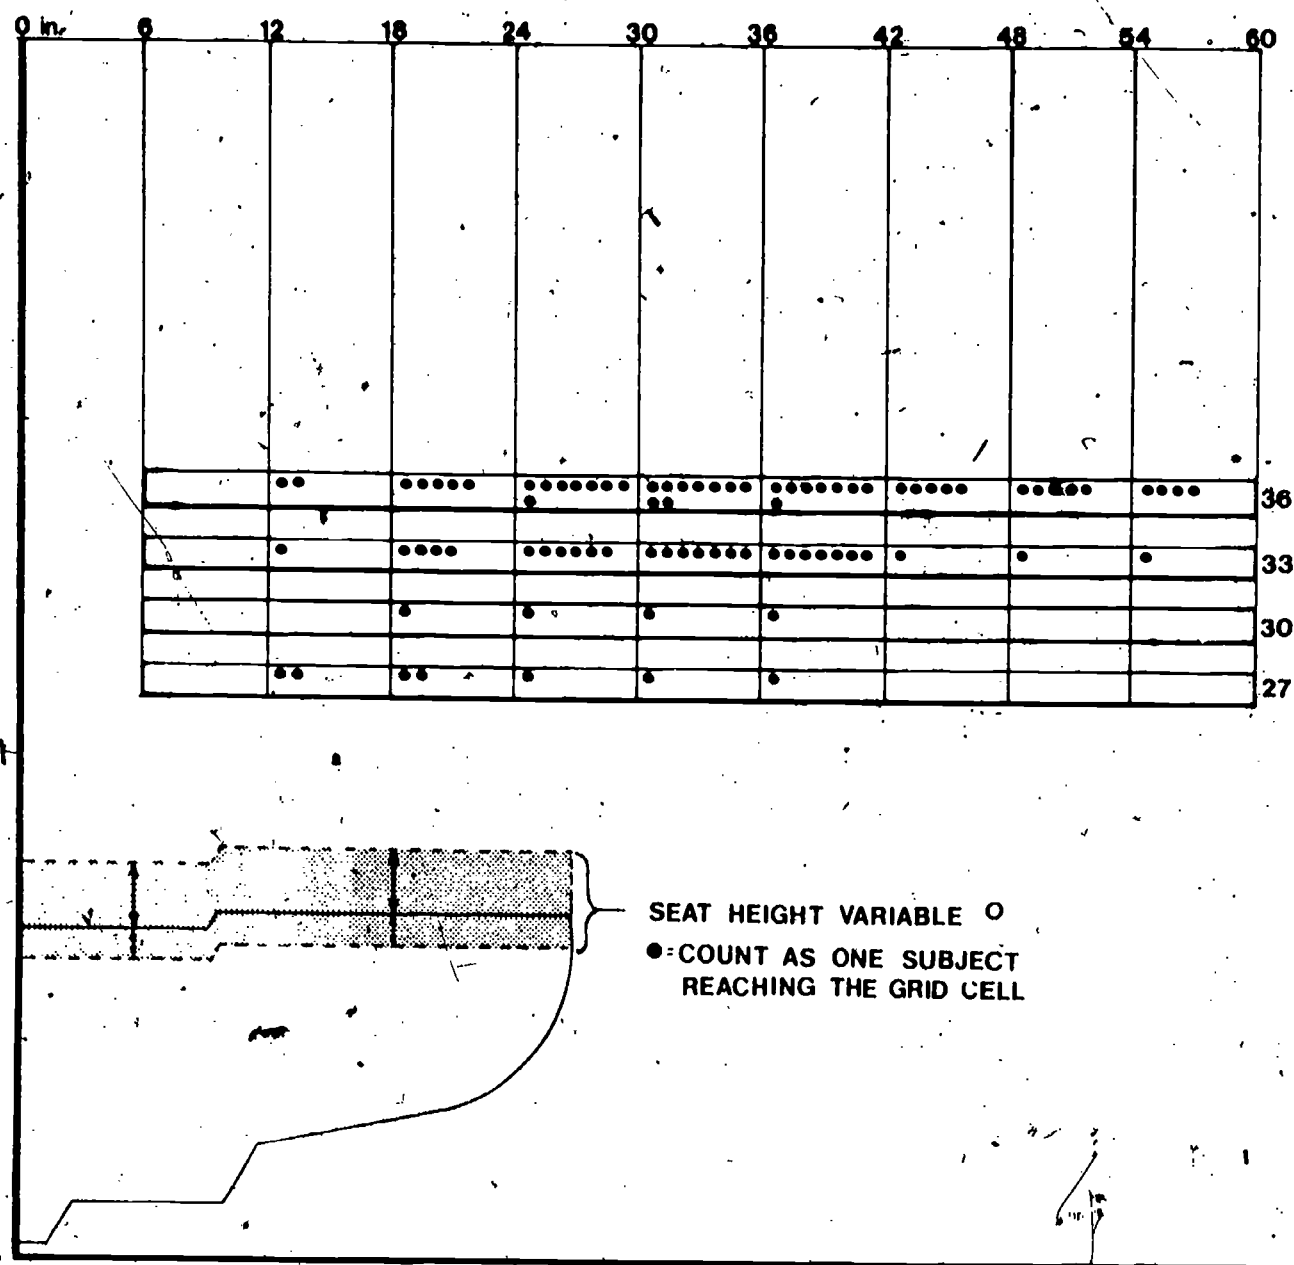 0 in. 6 12 18 24 30 36 42 48 54 60
36
33
30
27
SEAT HEIGHT VARIABLE O
●=COUNT AS ONE SUBJECT
REACHING THE GRID CELL